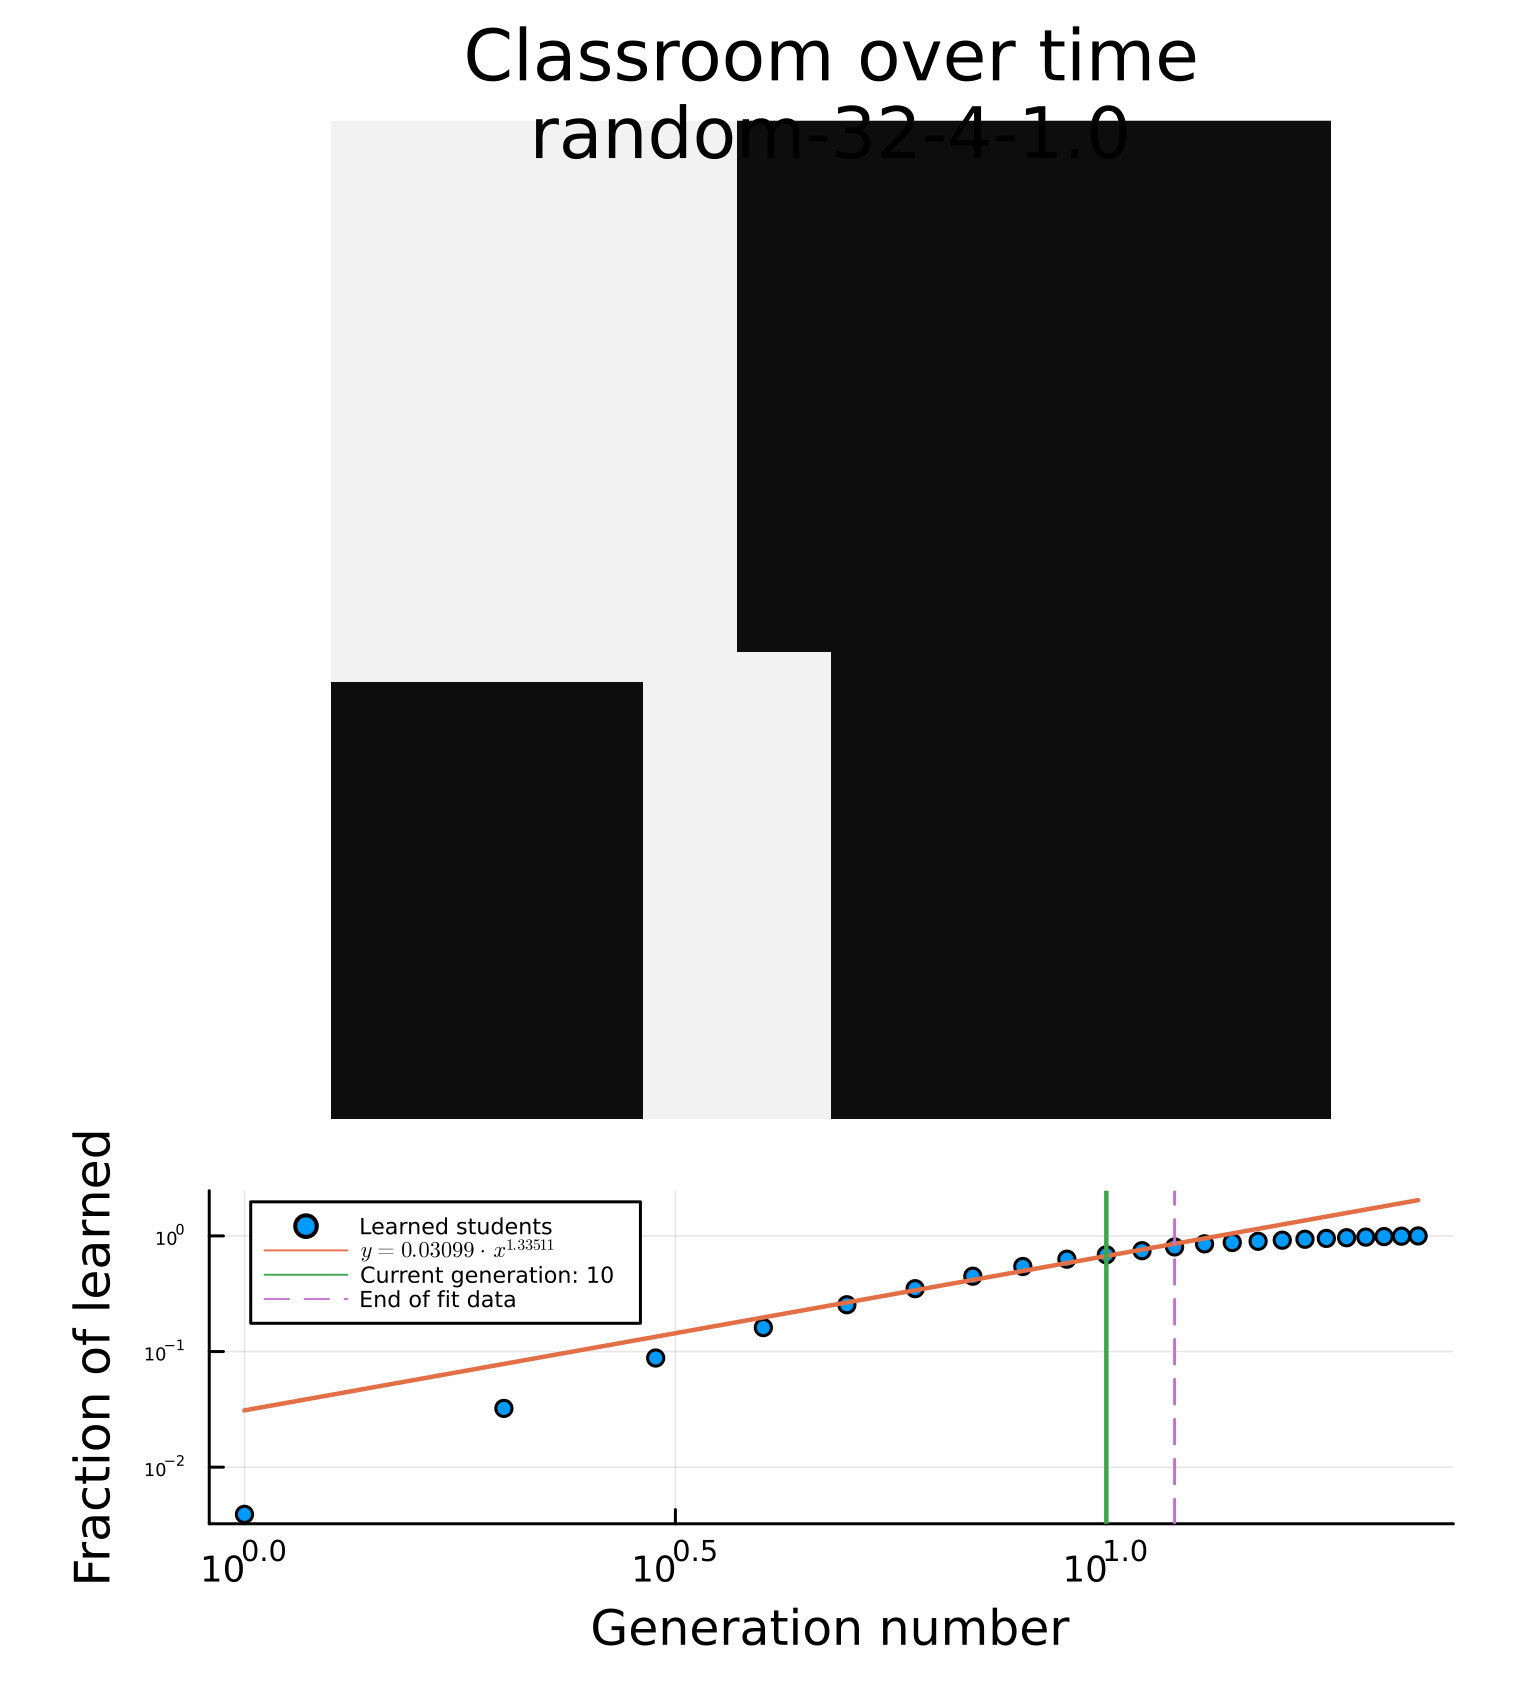 Classroom over time
random-32-4-1.0
Fraction of learned
10^0
10^−1
10^−2
Learned students
y = 0.03099 · x^1.33511
Current generation: 10
End of fit data
10^0.0
10^0.5
10^1.0
Generation number